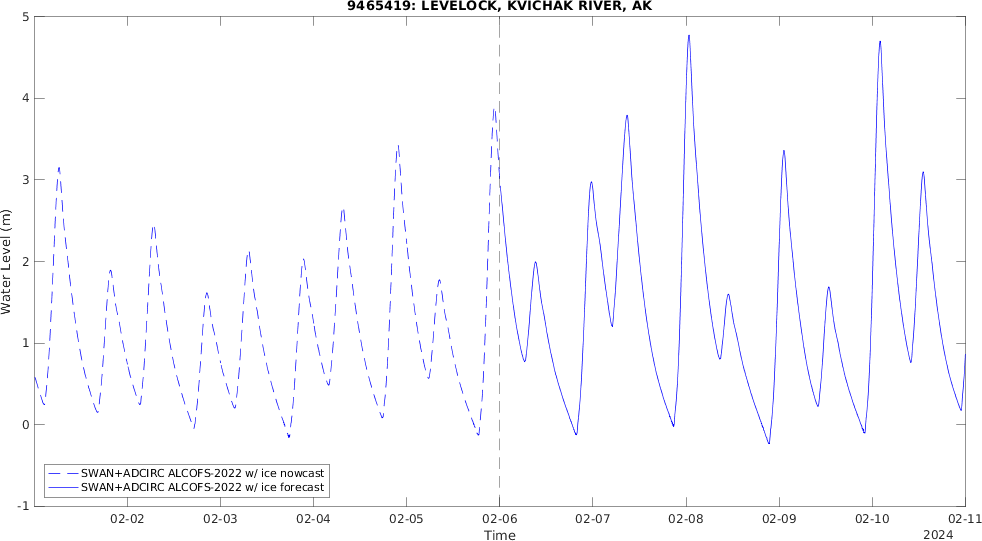 9465419: LEVELOCK, KVICHAK RIVER, AK
5
4
3
2
1
0
-1
Water Level (m)
SWAN+ADCIRC ALCOFS-2022 w/ ice nowcast
SWAN+ADCIRC ALCOFS-2022 w/ ice forecast
02-02 02-03 02-04 02-05 02-06 02-07 02-08 02-09 02-10 02-11
Time
2024